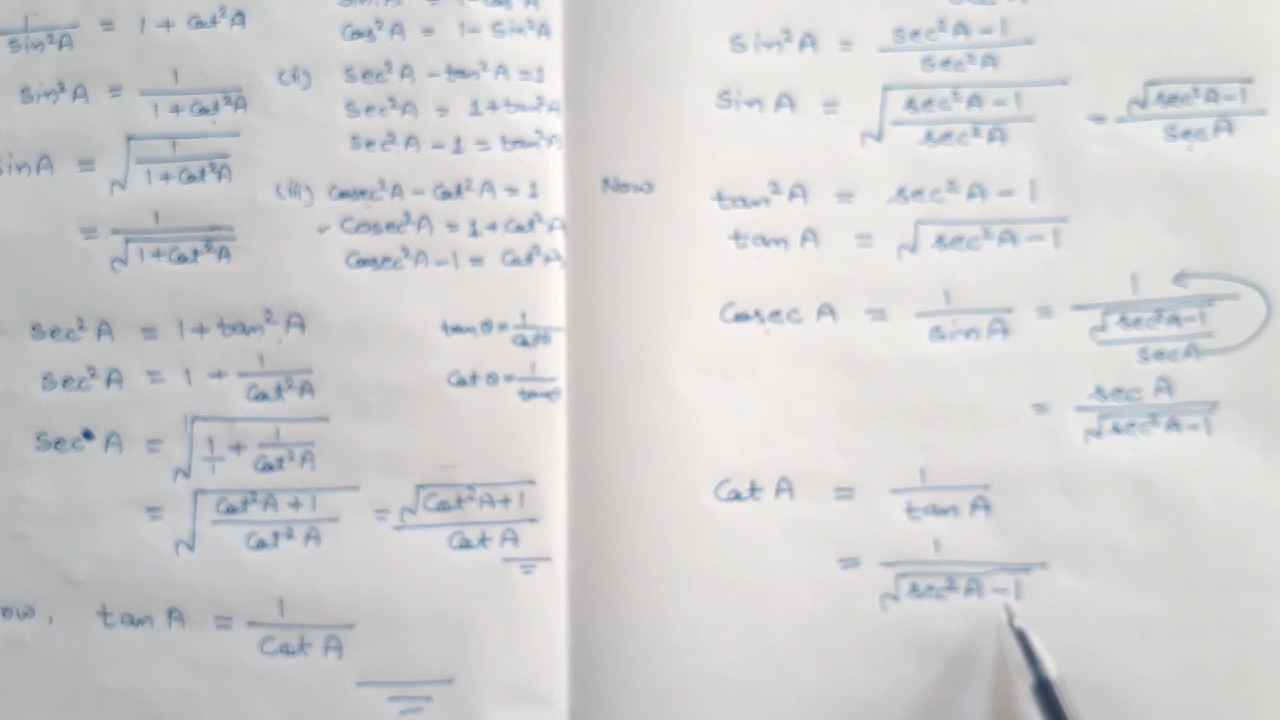 1/sin²A = 1 + cot²A
sin²A = 1/(1 + cot²A)
inA = √(1/(1+cot²A))
= 1/√(1+cot²A)
sec²A = 1 + tan²A
sec²A = 1 + 1/cot²A
sec A = √(1/1 + 1/cot²A)
= √((cot²A+1)/cot²A) = √(cot²A+1)/cot A
ow, tan A = 1/cot A
cos²A = 1 - sin²A
(ii) sec²A - tan²A = 1
sec²A = 1 + tan²A
sec²A - 1 = tan²A
(iii) cosec²A - cot²A = 1
cosec²A = 1 + cot²A
cosec²A - 1 = cot²A
tan θ = 1/cot θ
cot θ = 1/tan θ
sin²A = (sec²A - 1)/sec²A
sin A = √((sec²A - 1)/sec²A) = √(sec²A-1)/sec A
Now tan²A = sec²A - 1
tan A = √(sec²A-1)
Cosec A = 1/sin A = 1/(√(sec²A-1)/sec A)
= sec A/√(sec²A-1)
Cot A = 1/tan A
= 1/√(sec²A-1)